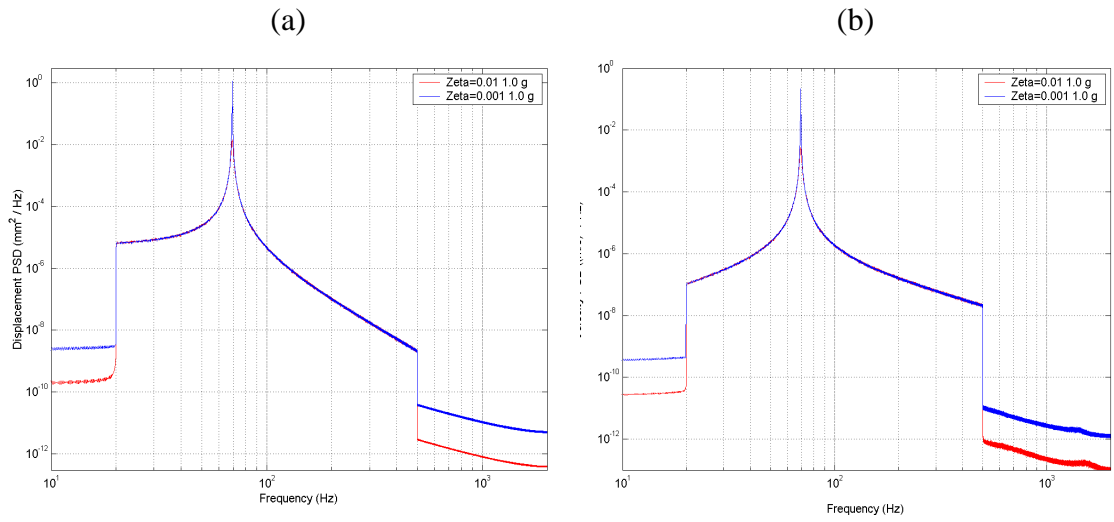 (a)
(b)
Zeta=0.01 1.0 g
Zeta=0.001 1.0 g
Displacement PSD (mm² / Hz)
10⁰
10⁻²
10⁻⁴
10⁻⁶
10⁻⁸
10⁻¹⁰
10⁻¹²
10¹
10²
10³
Frequency (Hz)
Zeta=0.01 1.0 g
Zeta=0.001 1.0 g
10⁰
10⁻²
10⁻⁴
10⁻⁶
10⁻⁸
10⁻¹⁰
10⁻¹²
10¹
10²
10³
Frequency (Hz)